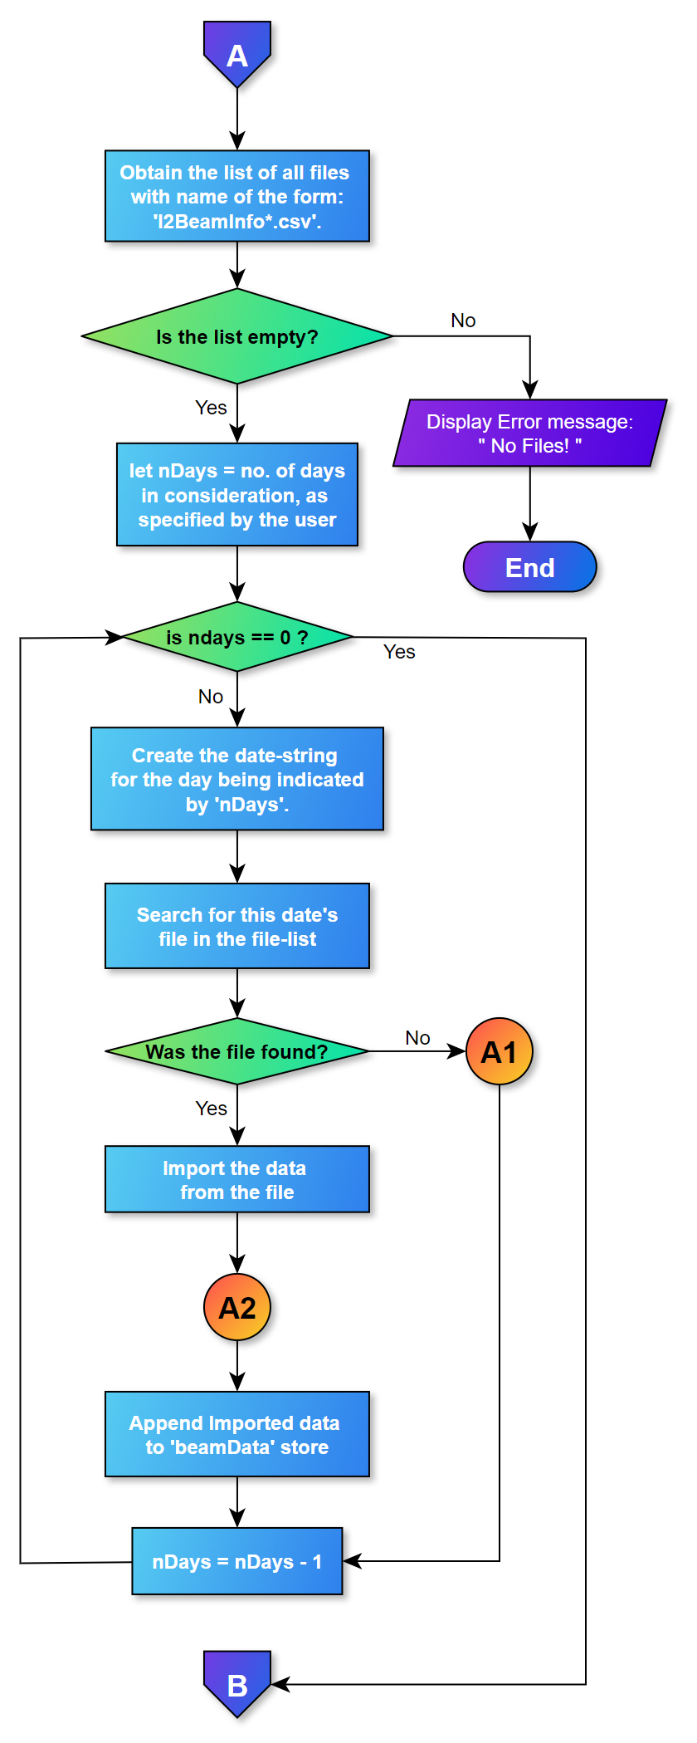 A
Obtain the list of all files
with name of the form:
'I2BeamInfo*.csv'.
Is the list empty?
No
Yes
Display Error message:
" No Files! "
let nDays = no. of days
in consideration, as
specified by the user
End
is ndays == 0 ?
Yes
No
Create the date-string
for the day being indicated
by 'nDays'.
Search for this date's
file in the file-list
Was the file found?
No
A1
Yes
Import the data
from the file
A2
Append Imported data
to 'beamData' store
nDays = nDays - 1
B